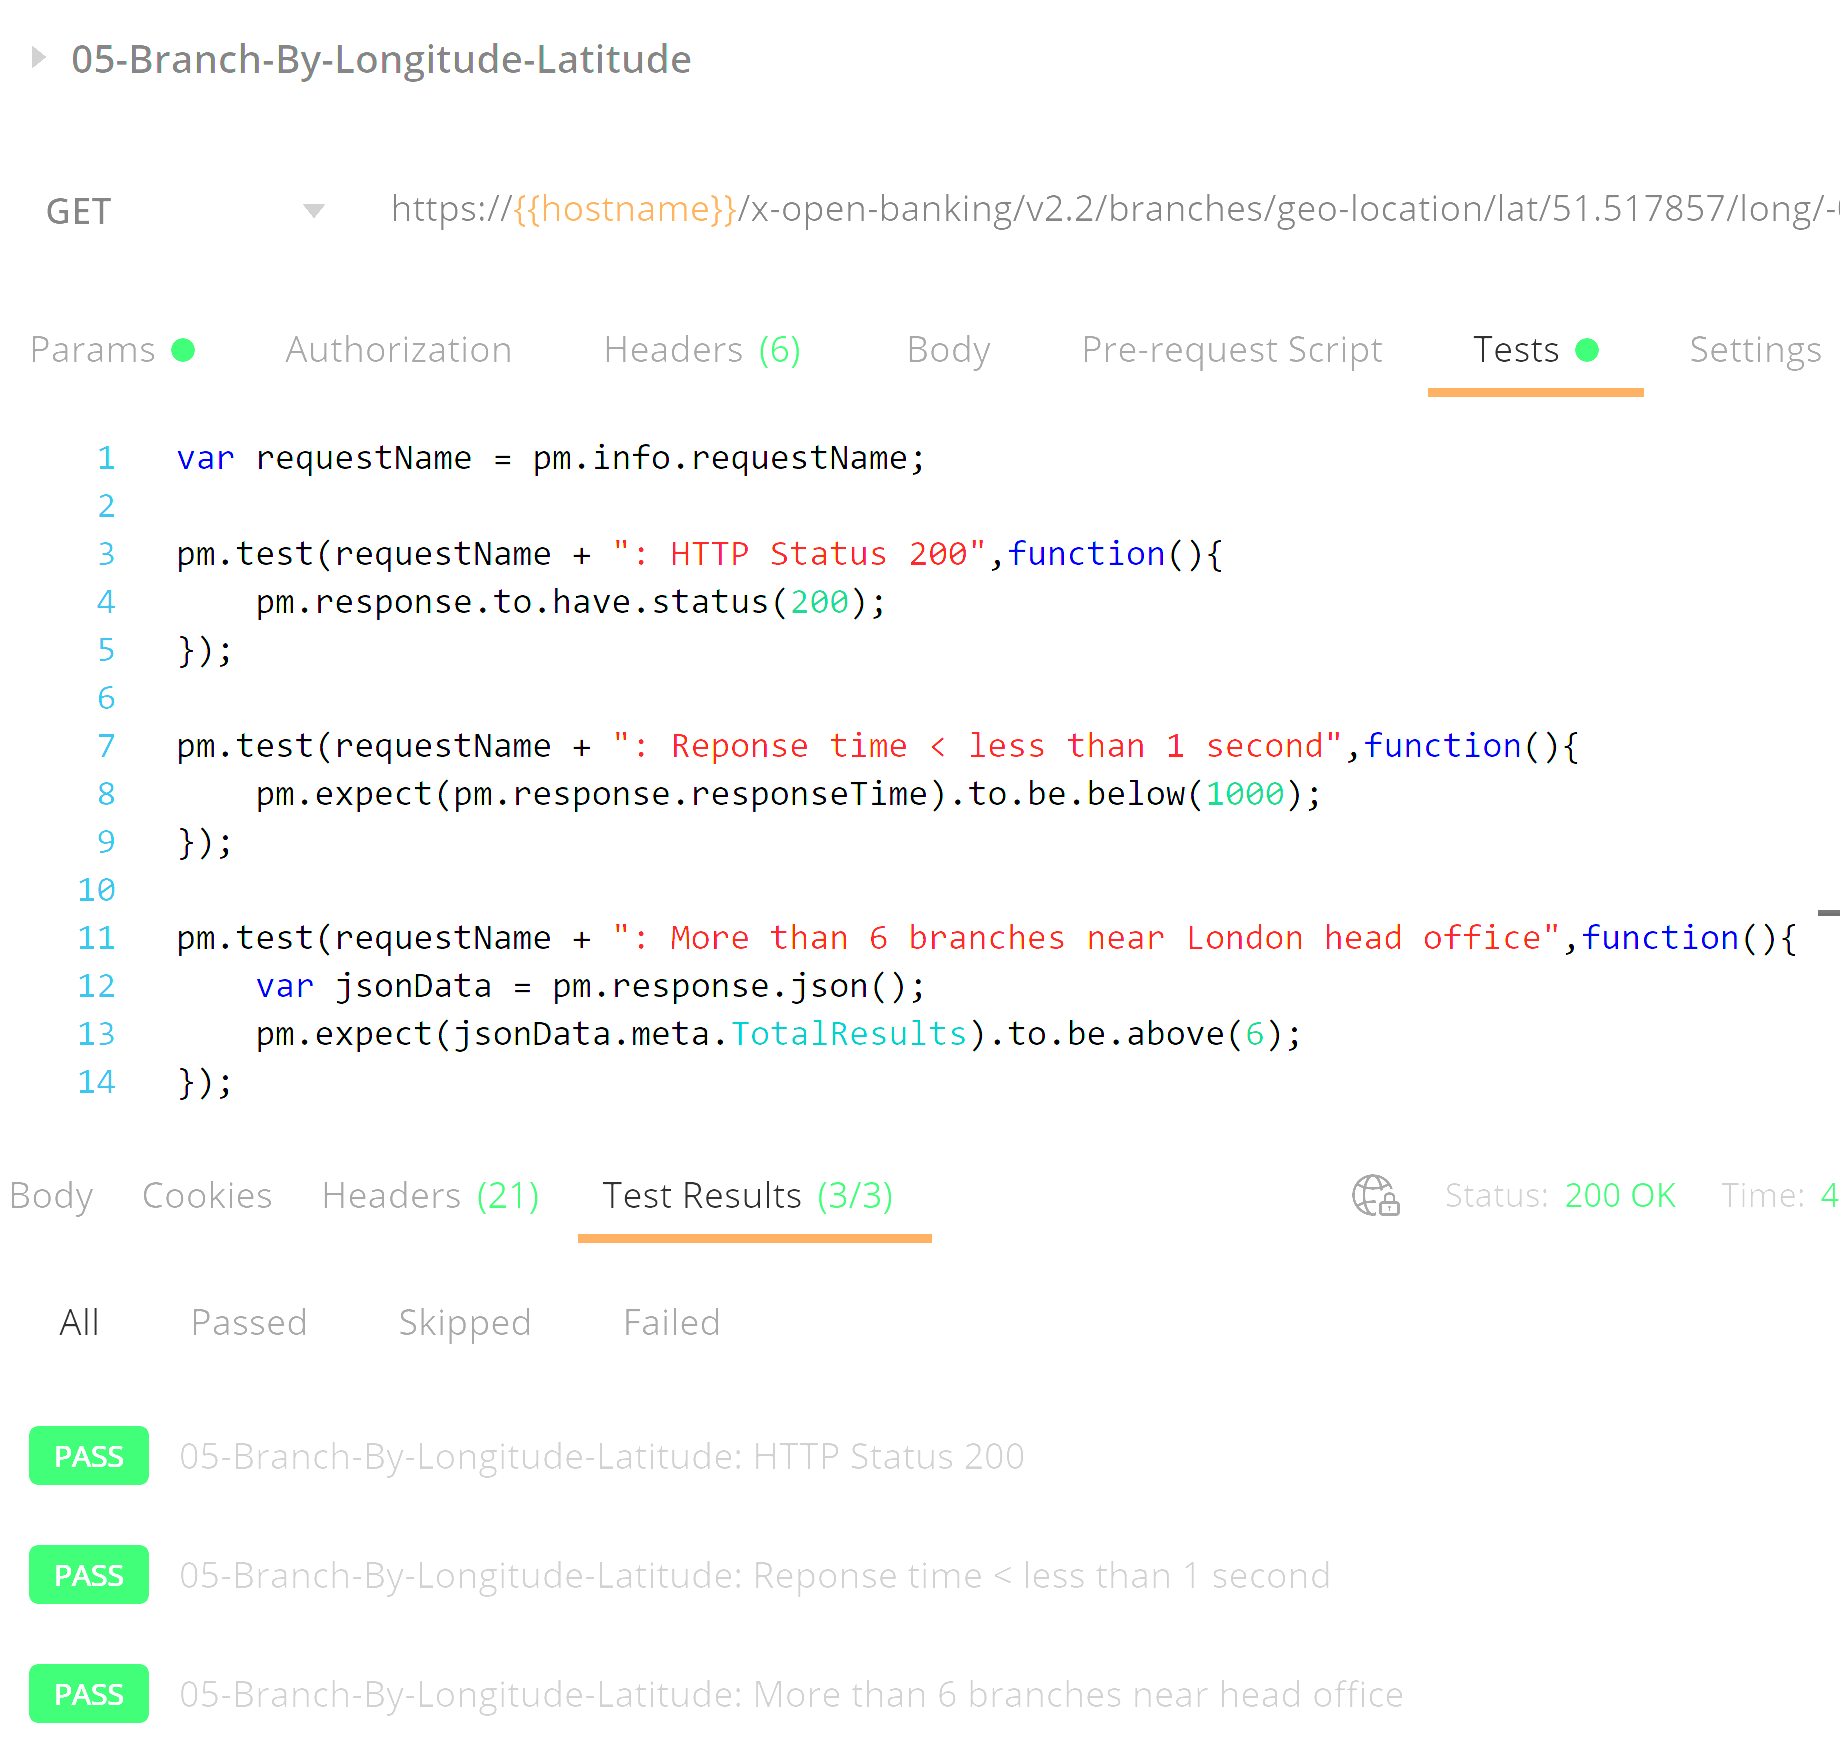 05-Branch-By-Longitude-Latitude
GET https://{{hostname}}/x-open-banking/v2.2/branches/geo-location/lat/51.517857/long/-
Params Authorization Headers (6) Body Pre-request Script Tests Settings
1 var requestName = pm.info.requestName;
2
3 pm.test(requestName + ": HTTP Status 200",function(){
4 pm.response.to.have.status(200);
5 });
6
7 pm.test(requestName + ": Reponse time < less than 1 second",function(){
8 pm.expect(pm.response.responseTime).to.be.below(1000);
9 });
10
11 pm.test(requestName + ": More than 6 branches near London head office",function(){
12 var jsonData = pm.response.json();
13 pm.expect(jsonData.meta.TotalResults).to.be.above(6);
14 });
Body Cookies Headers (21) Test Results (3/3) Status: 200 OK Time: 4
All Passed Skipped Failed
PASS 05-Branch-By-Longitude-Latitude: HTTP Status 200
PASS 05-Branch-By-Longitude-Latitude: Reponse time < less than 1 second
PASS 05-Branch-By-Longitude-Latitude: More than 6 branches near head office